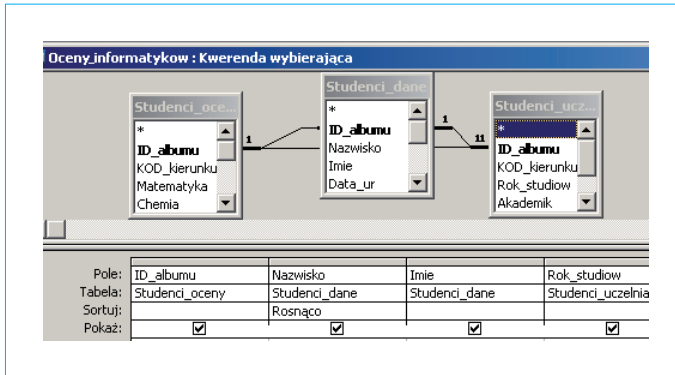 Oceny_informatykow : Kwerenda wybierająca
Studenci_oce...
*
ID_albumu
KOD_kierunku
Matematyka
Chemia
1
Studenci_dane
*
ID_albumu
Nazwisko
Imie
Data_ur
1
11
Studenci_ucz...
*
ID_albumu
KOD_kierunku
Rok_studiow
Akademik
Pole: ID_albumu Nazwisko Imie Rok_studiow
Tabela: Studenci_oceny Studenci_dane Studenci_dane Studenci_uczelnia
Sortuj: Rosnąco
Pokaż: